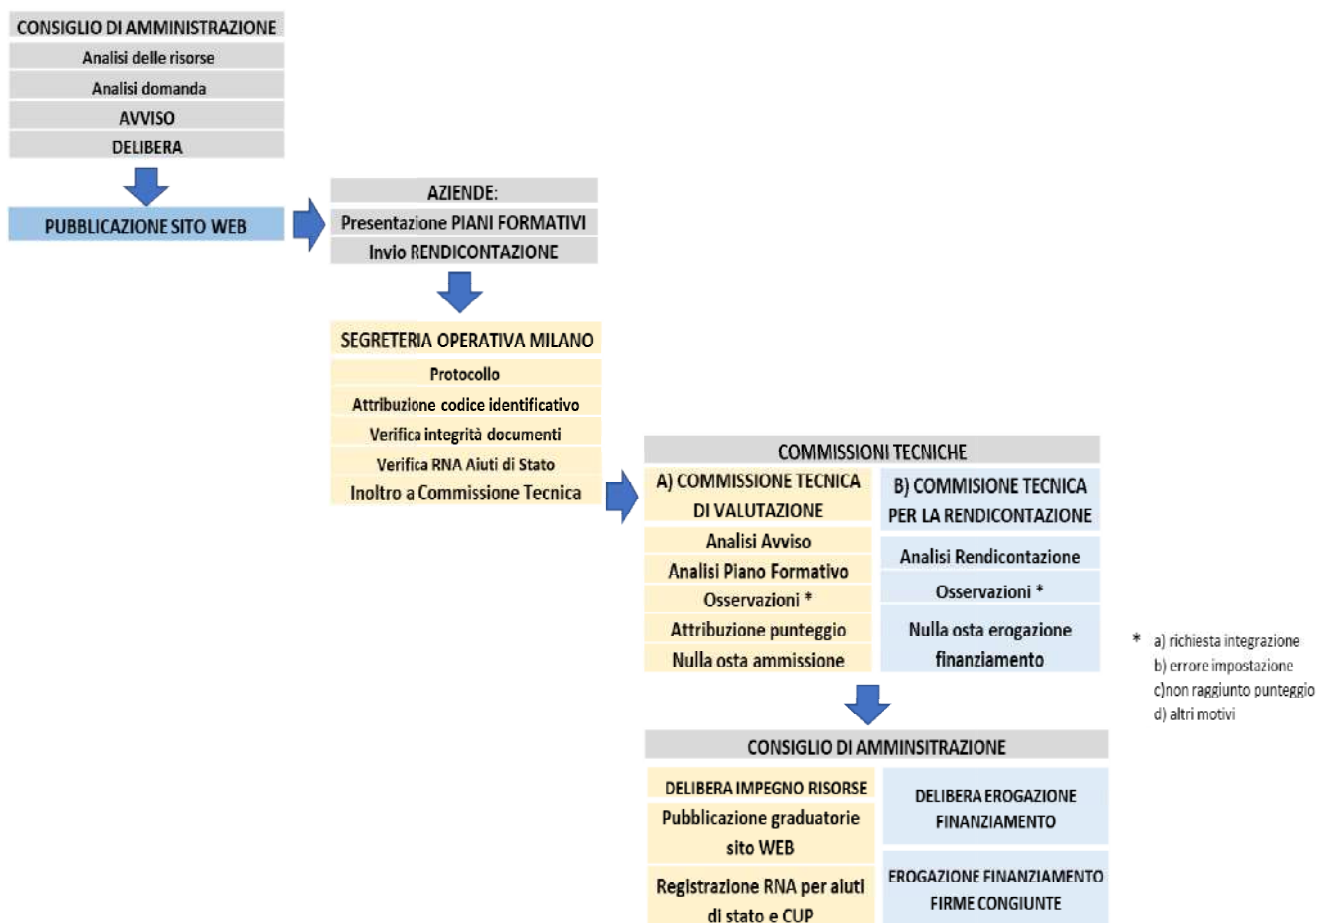 CONSIGLIO DI AMMINISTRAZIONE
Analisi delle risorse
Analisi domanda
AVVISO
DELIBERA
PUBBLICAZIONE SITO WEB
AZIENDE:
Presentazione PIANI FORMATIVI
Invio RENDICONTAZIONE
SEGRETERIA OPERATIVA MILANO
Protocollo
Attribuzione codice identificativo
Verifica integrità documenti
Verifica RNA Aiuti di Stato
Inoltro a Commissione Tecnica
COMMISSIONI TECNICHE
A) COMMISSIONE TECNICA
DI VALUTAZIONE
Analisi Avviso
Analisi Piano Formativo
Osservazioni *
Attribuzione punteggio
Nulla osta ammissione
B) COMMISIONE TECNICA
PER LA RENDICONTAZIONE
Analisi Rendicontazione
Osservazioni *
Nulla osta erogazione
finanziamento
* a) richiesta integrazione
b) errore impostazione
c)non raggiunto punteggio
d) altri motivi
CONSIGLIO DI AMMINSITRAZIONE
DELIBERA IMPEGNO RISORSE
Pubblicazione graduatorie
sito WEB
Registrazione RNA per aiuti
di stato e CUP
DELIBERA EROGAZIONE
FINANZIAMENTO
EROGAZIONE FINANZIAMENTO
FIRME CONGIUNTE